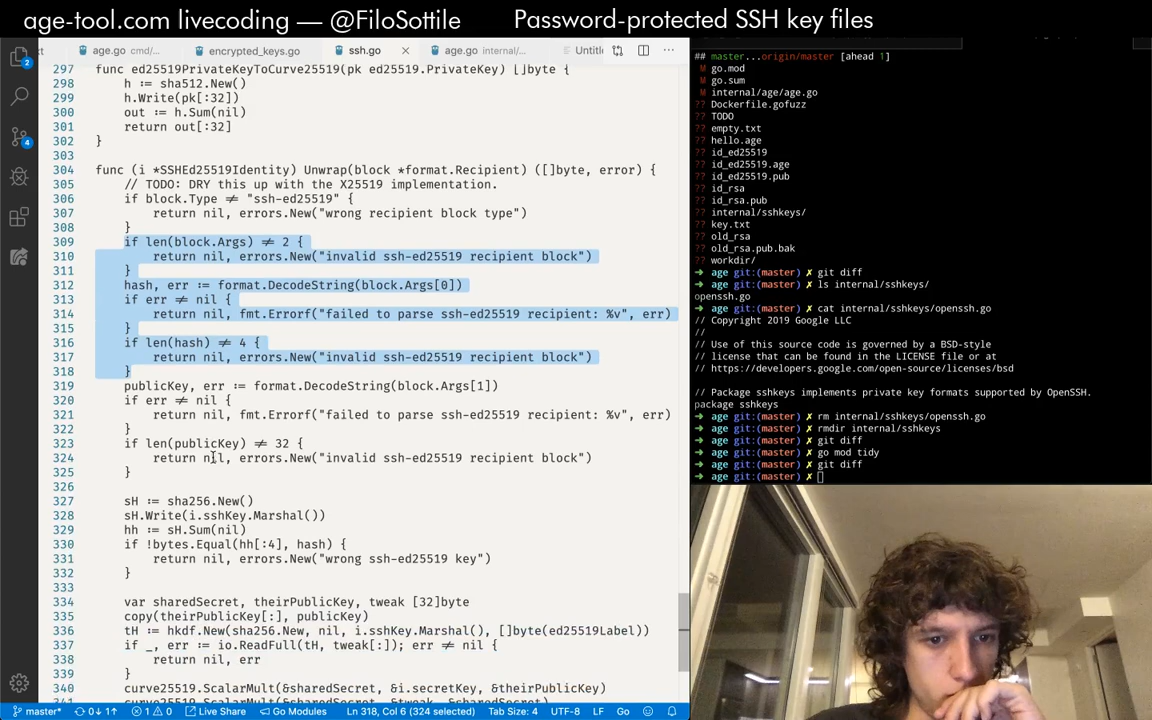 age-tool.com livecoding — @FiloSottile
Password-protected SSH key files
age.go cmd/...
encrypted_keys.go
ssh.go
age.go internal/...
297 func ed25519PrivateKeyToCurve25519(pk ed25519.PrivateKey) []byte {
298 h := sha512.New()
299 h.Write(pk[:32])
300 out := h.Sum(nil)
301 return out[:32]
302 }
303
304 func (i *SSHEd25519Identity) Unwrap(block *format.Recipient) ([]byte, error) {
305 // TODO: DRY this up with the X25519 implementation.
306 if block.Type ≠ "ssh-ed25519" {
307 return nil, errors.New("wrong recipient block type")
308 }
309 if len(block.Args) ≠ 2 {
310 return nil, errors.New("invalid ssh-ed25519 recipient block")
311 }
312 hash, err := format.DecodeString(block.Args[0])
313 if err ≠ nil {
314 return nil, fmt.Errorf("failed to parse ssh-ed25519 recipient: %v", err)
315 }
316 if len(hash) ≠ 4 {
317 return nil, errors.New("invalid ssh-ed25519 recipient block")
318 }
319 publicKey, err := format.DecodeString(block.Args[1])
320 if err ≠ nil {
321 return nil, fmt.Errorf("failed to parse ssh-ed25519 recipient: %v", err)
322 }
323 if len(publicKey) ≠ 32 {
324 return nil, errors.New("invalid ssh-ed25519 recipient block")
325 }
326
327 sH := sha256.New()
328 sH.Write(i.sshKey.Marshal())
329 hh := sH.Sum(nil)
330 if !bytes.Equal(hh[:4], hash) {
331 return nil, errors.New("wrong ssh-ed25519 key")
332 }
333
334 var sharedSecret, theirPublicKey, tweak [32]byte
335 copy(theirPublicKey[:], publicKey)
336 tH := hkdf.New(sha256.New, nil, i.sshKey.Marshal(), []byte(ed25519Label))
337 if _, err := io.ReadFull(tH, tweak[:]); err ≠ nil {
338 return nil, err
339 }
340 curve25519.ScalarMult(&sharedSecret, &i.secretKey, &theirPublicKey)
master* 0↓ 1↑ 1 0 Live Share Go Modules Ln 318, Col 6 (324 selected) Tab Size: 4 UTF-8 LF Go
## master...origin/master [ahead 1]
M go.mod
M go.sum
M internal/age/age.go
?? Dockerfile.gofuzz
?? TODO
?? empty.txt
?? hello.age
?? id_ed25519
?? id_ed25519.age
?? id_ed25519.pub
?? id_rsa
?? id_rsa.pub
?? internal/sshkeys/
?? key.txt
?? old_rsa
?? old_rsa.pub.bak
?? workdir/
➜ age git:(master) ✗ git diff
➜ age git:(master) ✗ ls internal/sshkeys/
openssh.go
➜ age git:(master) ✗ cat internal/sshkeys/openssh.go
// Copyright 2019 Google LLC
//
// Use of this source code is governed by a BSD-style
// license that can be found in the LICENSE file or at
// https://developers.google.com/open-source/licenses/bsd
// Package sshkeys implements private key formats supported by OpenSSH.
package sshkeys
➜ age git:(master) ✗ rm internal/sshkeys/openssh.go
➜ age git:(master) ✗ rmdir internal/sshkeys
➜ age git:(master) ✗ git diff
➜ age git:(master) ✗ go mod tidy
➜ age git:(master) ✗ git diff
➜ age git:(master) ✗